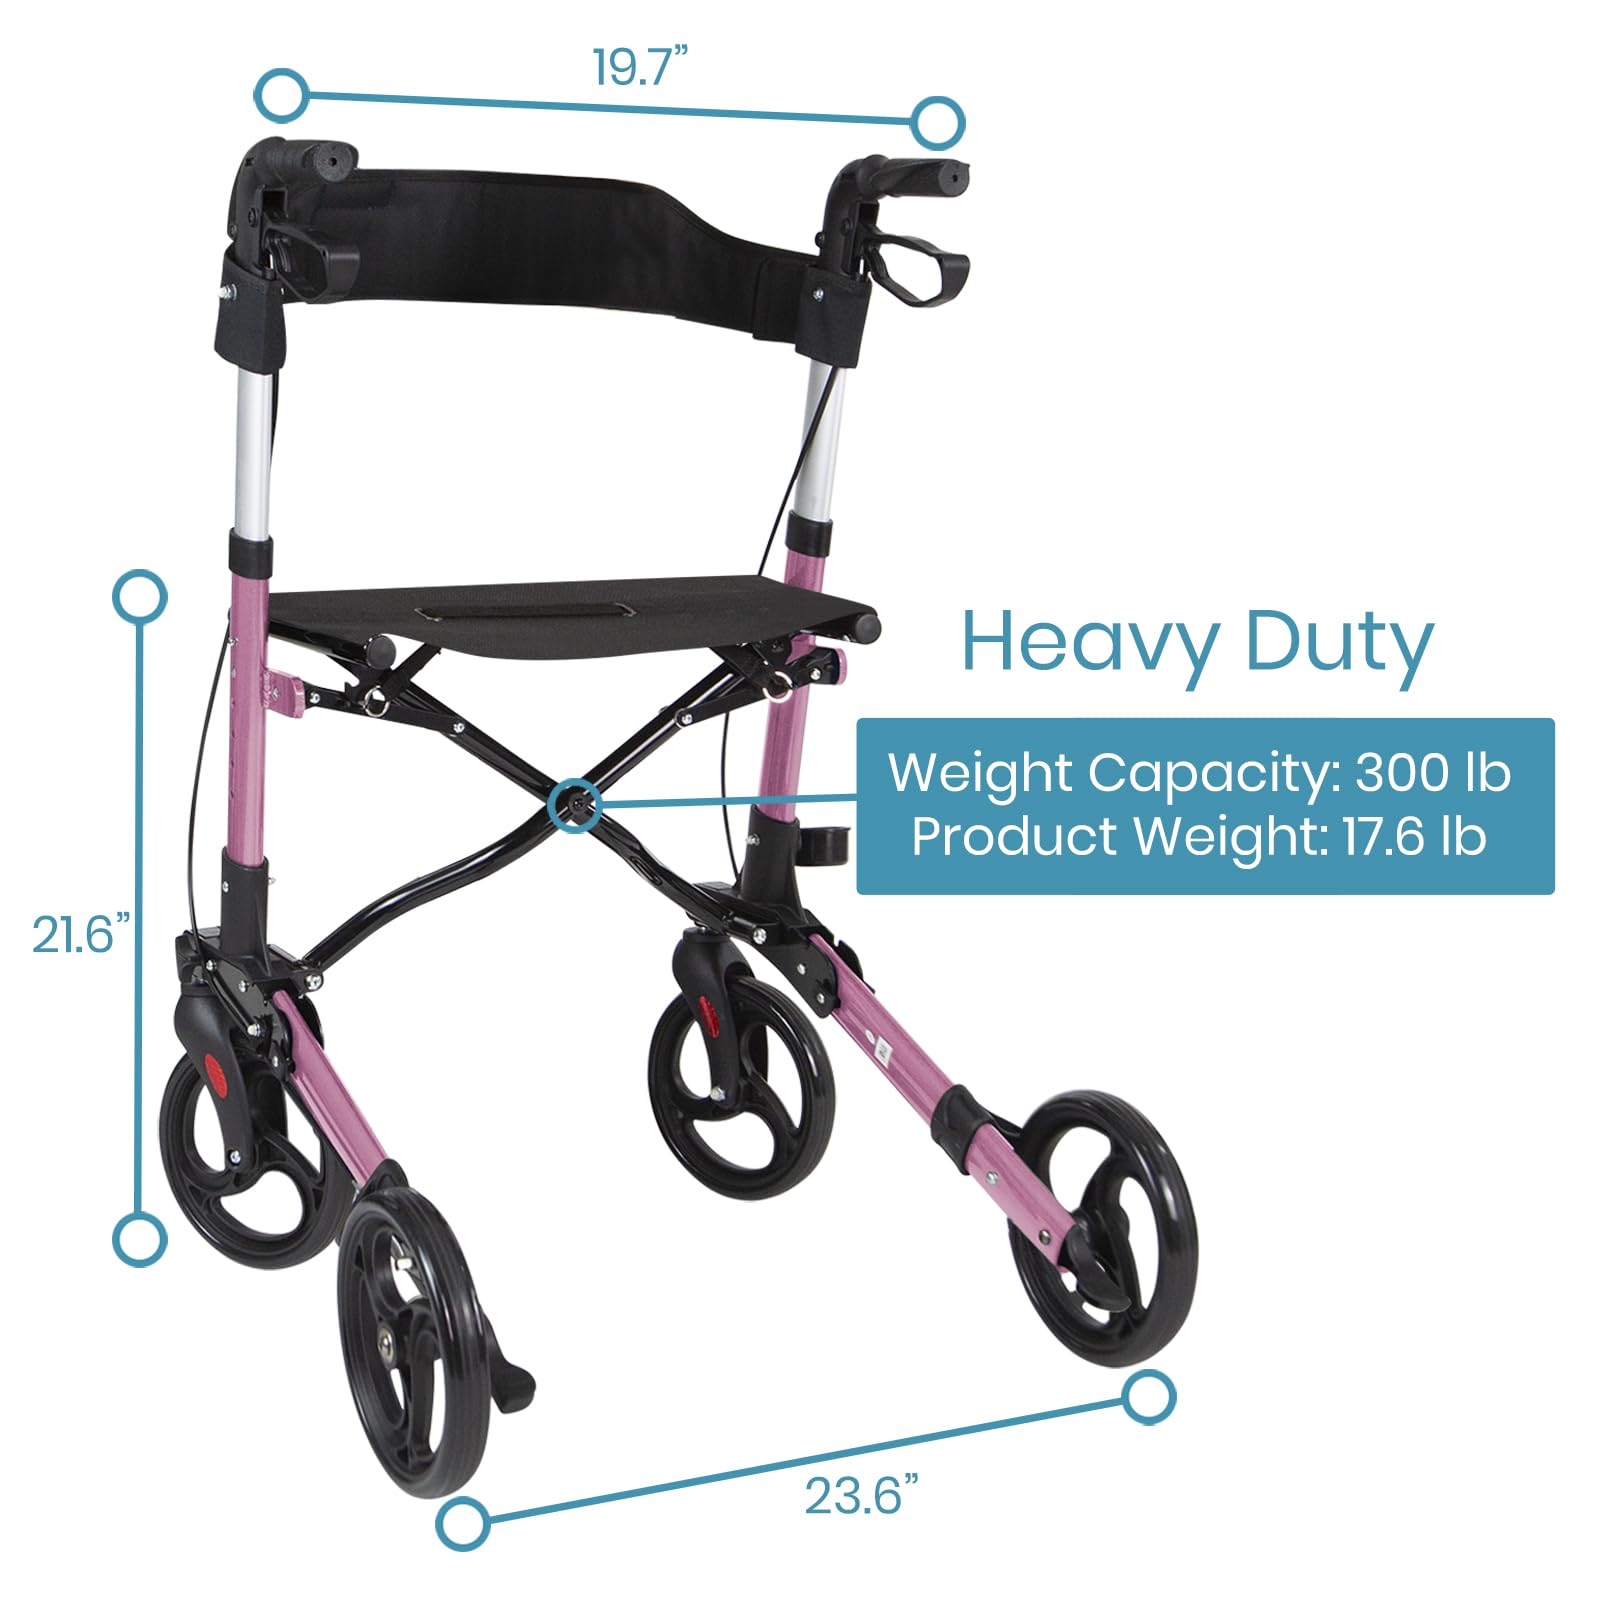 19.7”
Heavy Duty
Weight Capacity: 300 lb
Product Weight: 17.6 lb
21.6”
23.6”